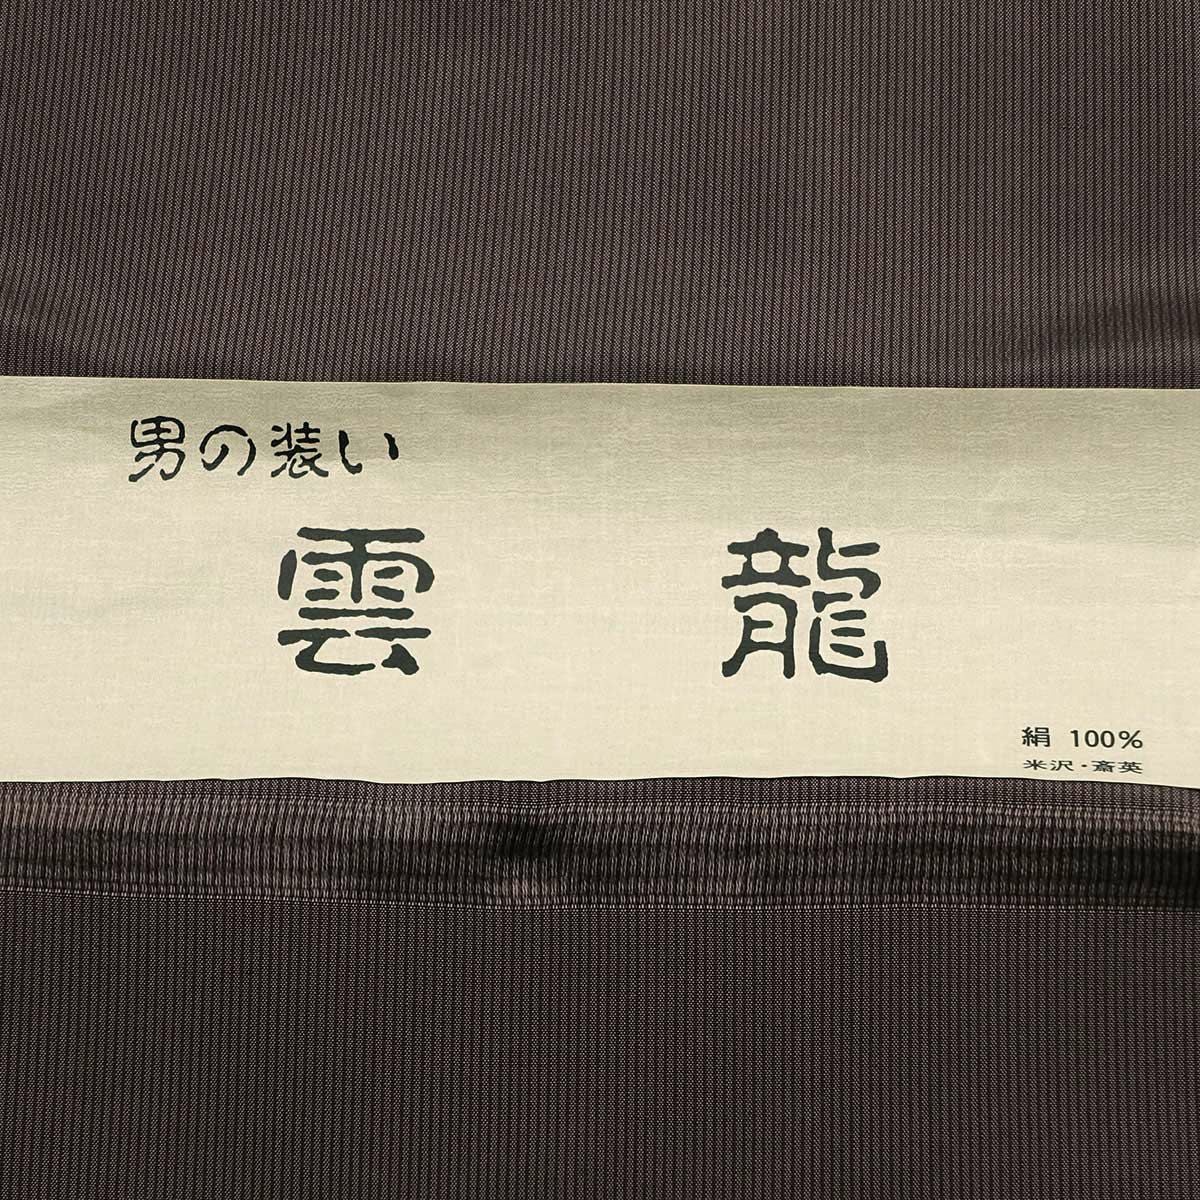 男の装い
雲龍
絹 100%
米沢・斎英